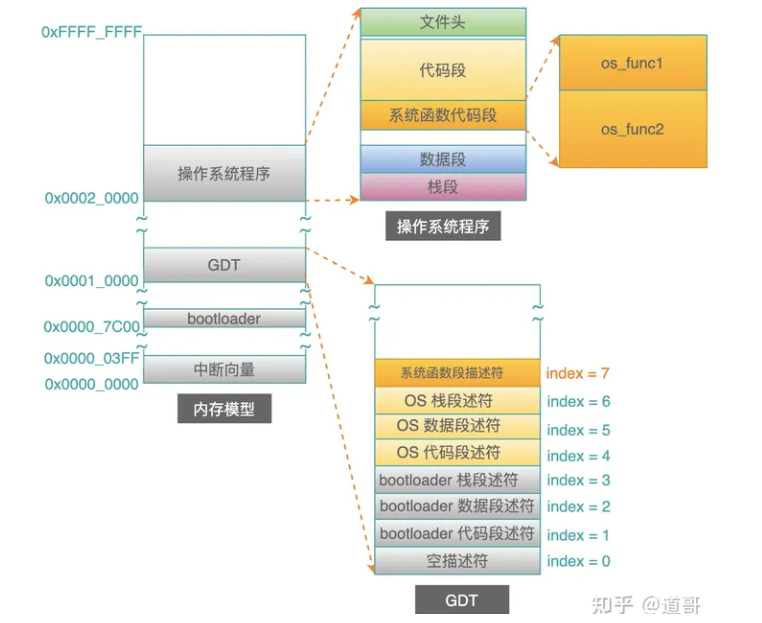 0xFFFF_FFFF
操作系统程序
0x0002_0000
GDT
0x0001_0000
bootloader
0x0000_7C00
0x0000_03FF
中断向量
0x0000_0000
内存模型
文件头
代码段
系统函数代码段
数据段
栈段
操作系统程序
os_func1
os_func2
系统函数段描述符 index = 7
OS 栈段述符 index = 6
OS 数据段述符 index = 5
OS 代码段述符 index = 4
bootloader 栈段述符 index = 3
bootloader 数据段述符 index = 2
bootloader 代码段述符 index = 1
空描述符 index = 0
GDT
知乎 @道哥